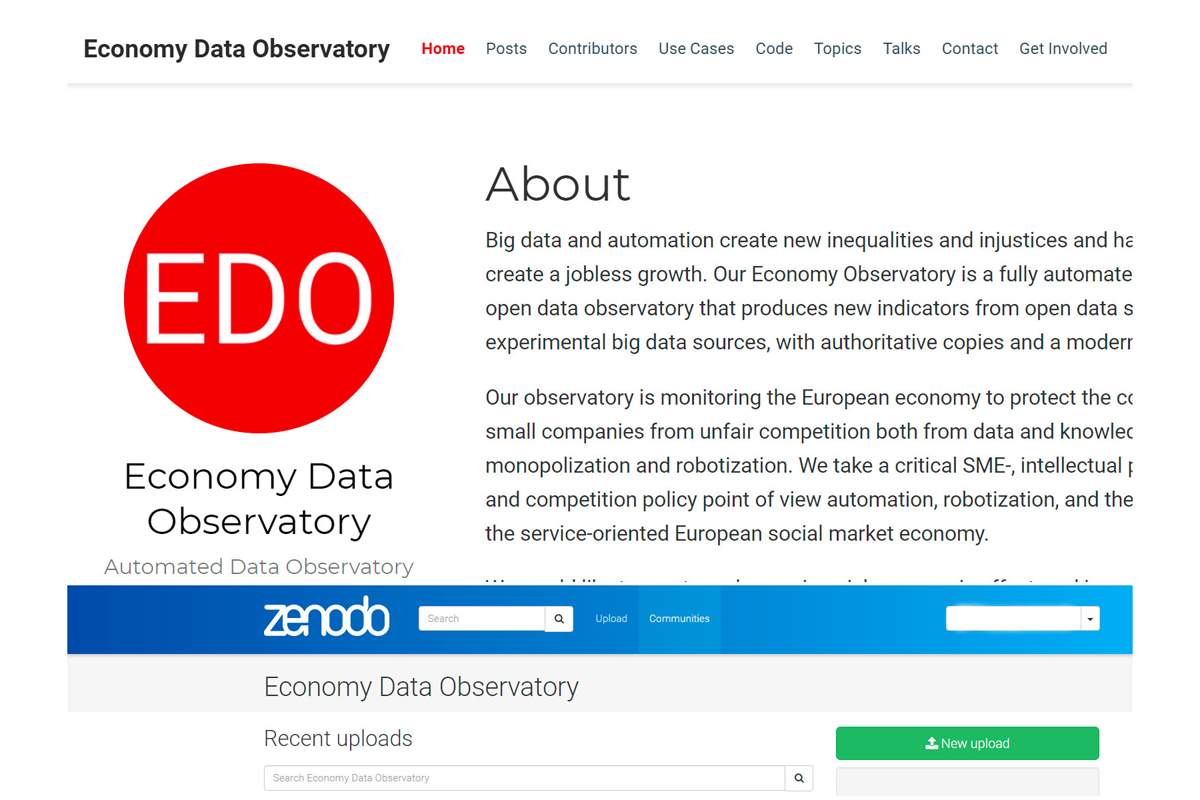 Economy Data Observatory Home Posts Contributors Use Cases Code Topics Talks Contact Get Involved
EDO
Economy Data
Observatory
Automated Data Observatory
About
Big data and automation create new inequalities and injustices and ha
create a jobless growth. Our Economy Observatory is a fully automate
open data observatory that produces new indicators from open data s
experimental big data sources, with authoritative copies and a modern
Our observatory is monitoring the European economy to protect the co
small companies from unfair competition both from data and knowled
monopolization and robotization. We take a critical SME-, intellectual p
and competition policy point of view automation, robotization, and the
the service-oriented European social market economy.
zenodo Search Upload Communities
Economy Data Observatory
Recent uploads
New upload
Search Economy Data Observatory